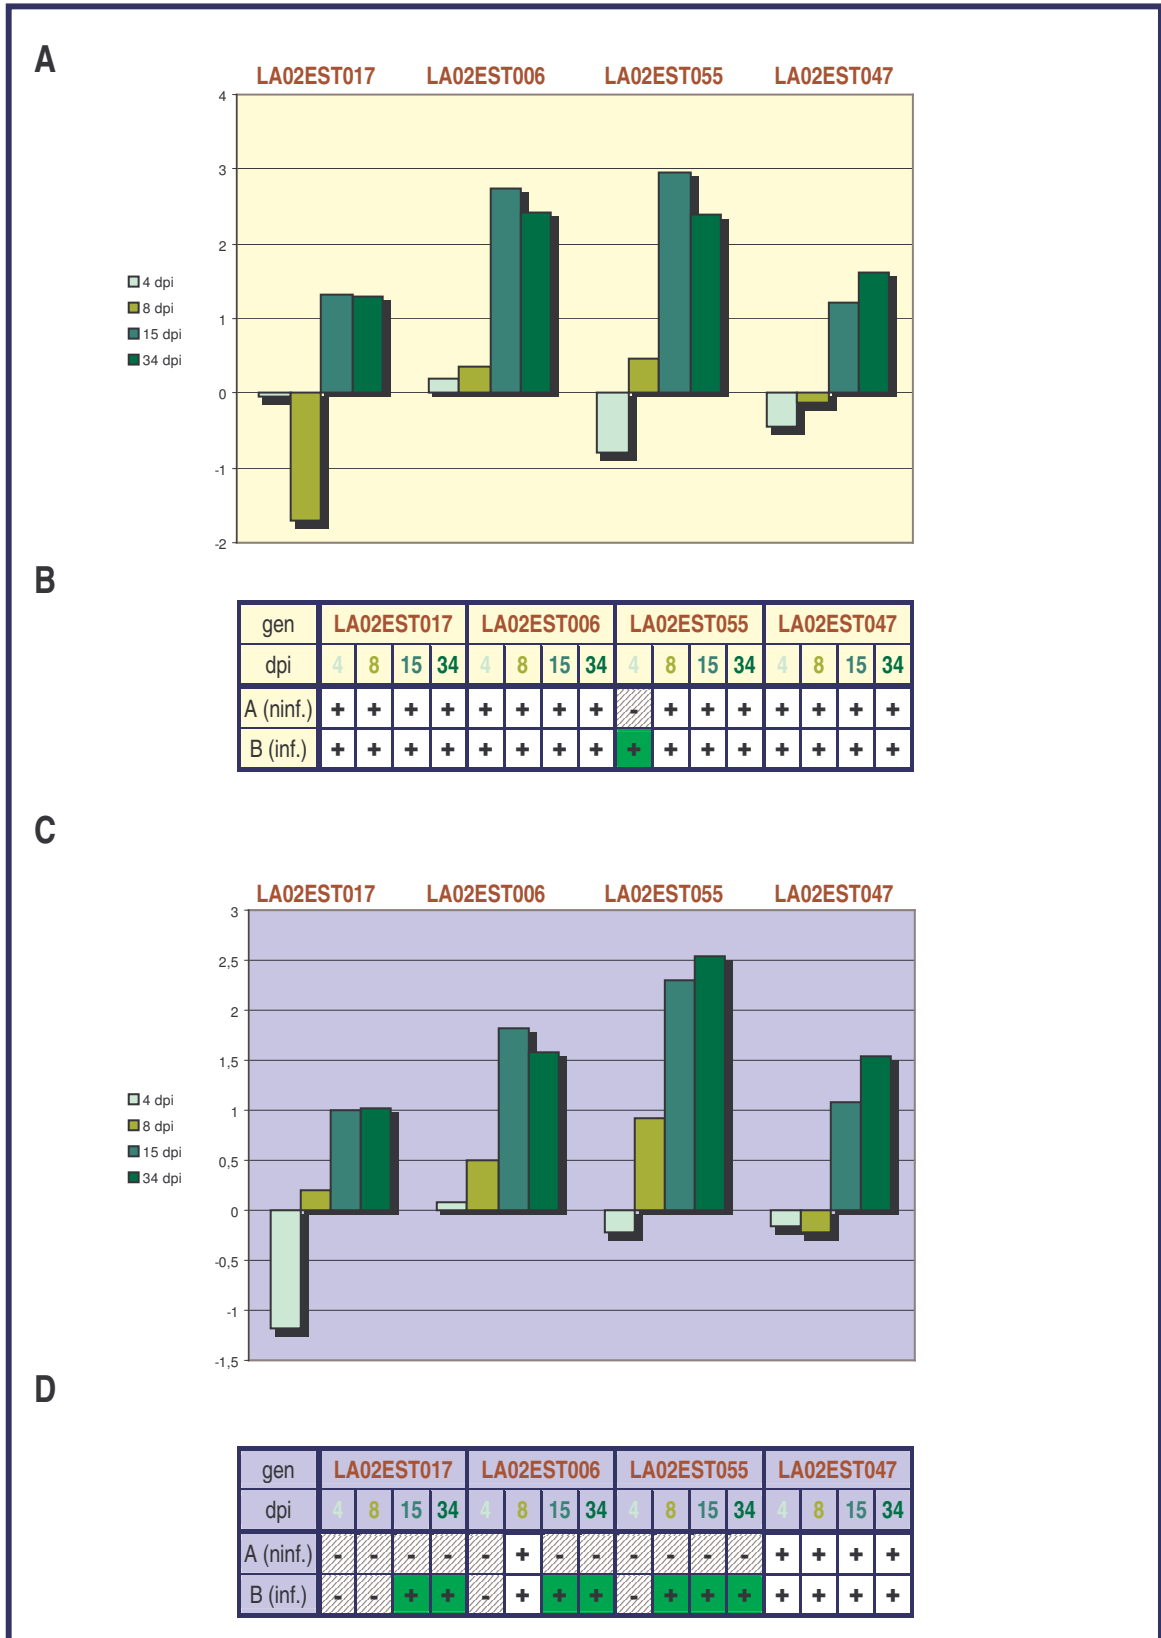 A
LA02EST017 LA02EST006 LA02EST055 LA02EST047
4
3
2
1
0
-1
-2
4 dpi
8 dpi
15 dpi
34 dpi
B
gen LA02EST017 LA02EST006 LA02EST055 LA02EST047
dpi 4 8 15 34 4 8 15 34 4 8 15 34 4 8 15 34
A (ninf.) + + + + + + + + - + + + + + + +
B (inf.) + + + + + + + + + + + + + + + +
C
LA02EST017 LA02EST006 LA02EST055 LA02EST047
3
2,5
2
1,5
1
0,5
0
-0,5
-1
-1,5
4 dpi
8 dpi
15 dpi
34 dpi
D
gen LA02EST017 LA02EST006 LA02EST055 LA02EST047
dpi 4 8 15 34 4 8 15 34 4 8 15 34 4 8 15 34
A (ninf.) - - - - - + - - - - - - + + + +
B (inf.) - - + + - + + + - + + + + + + +